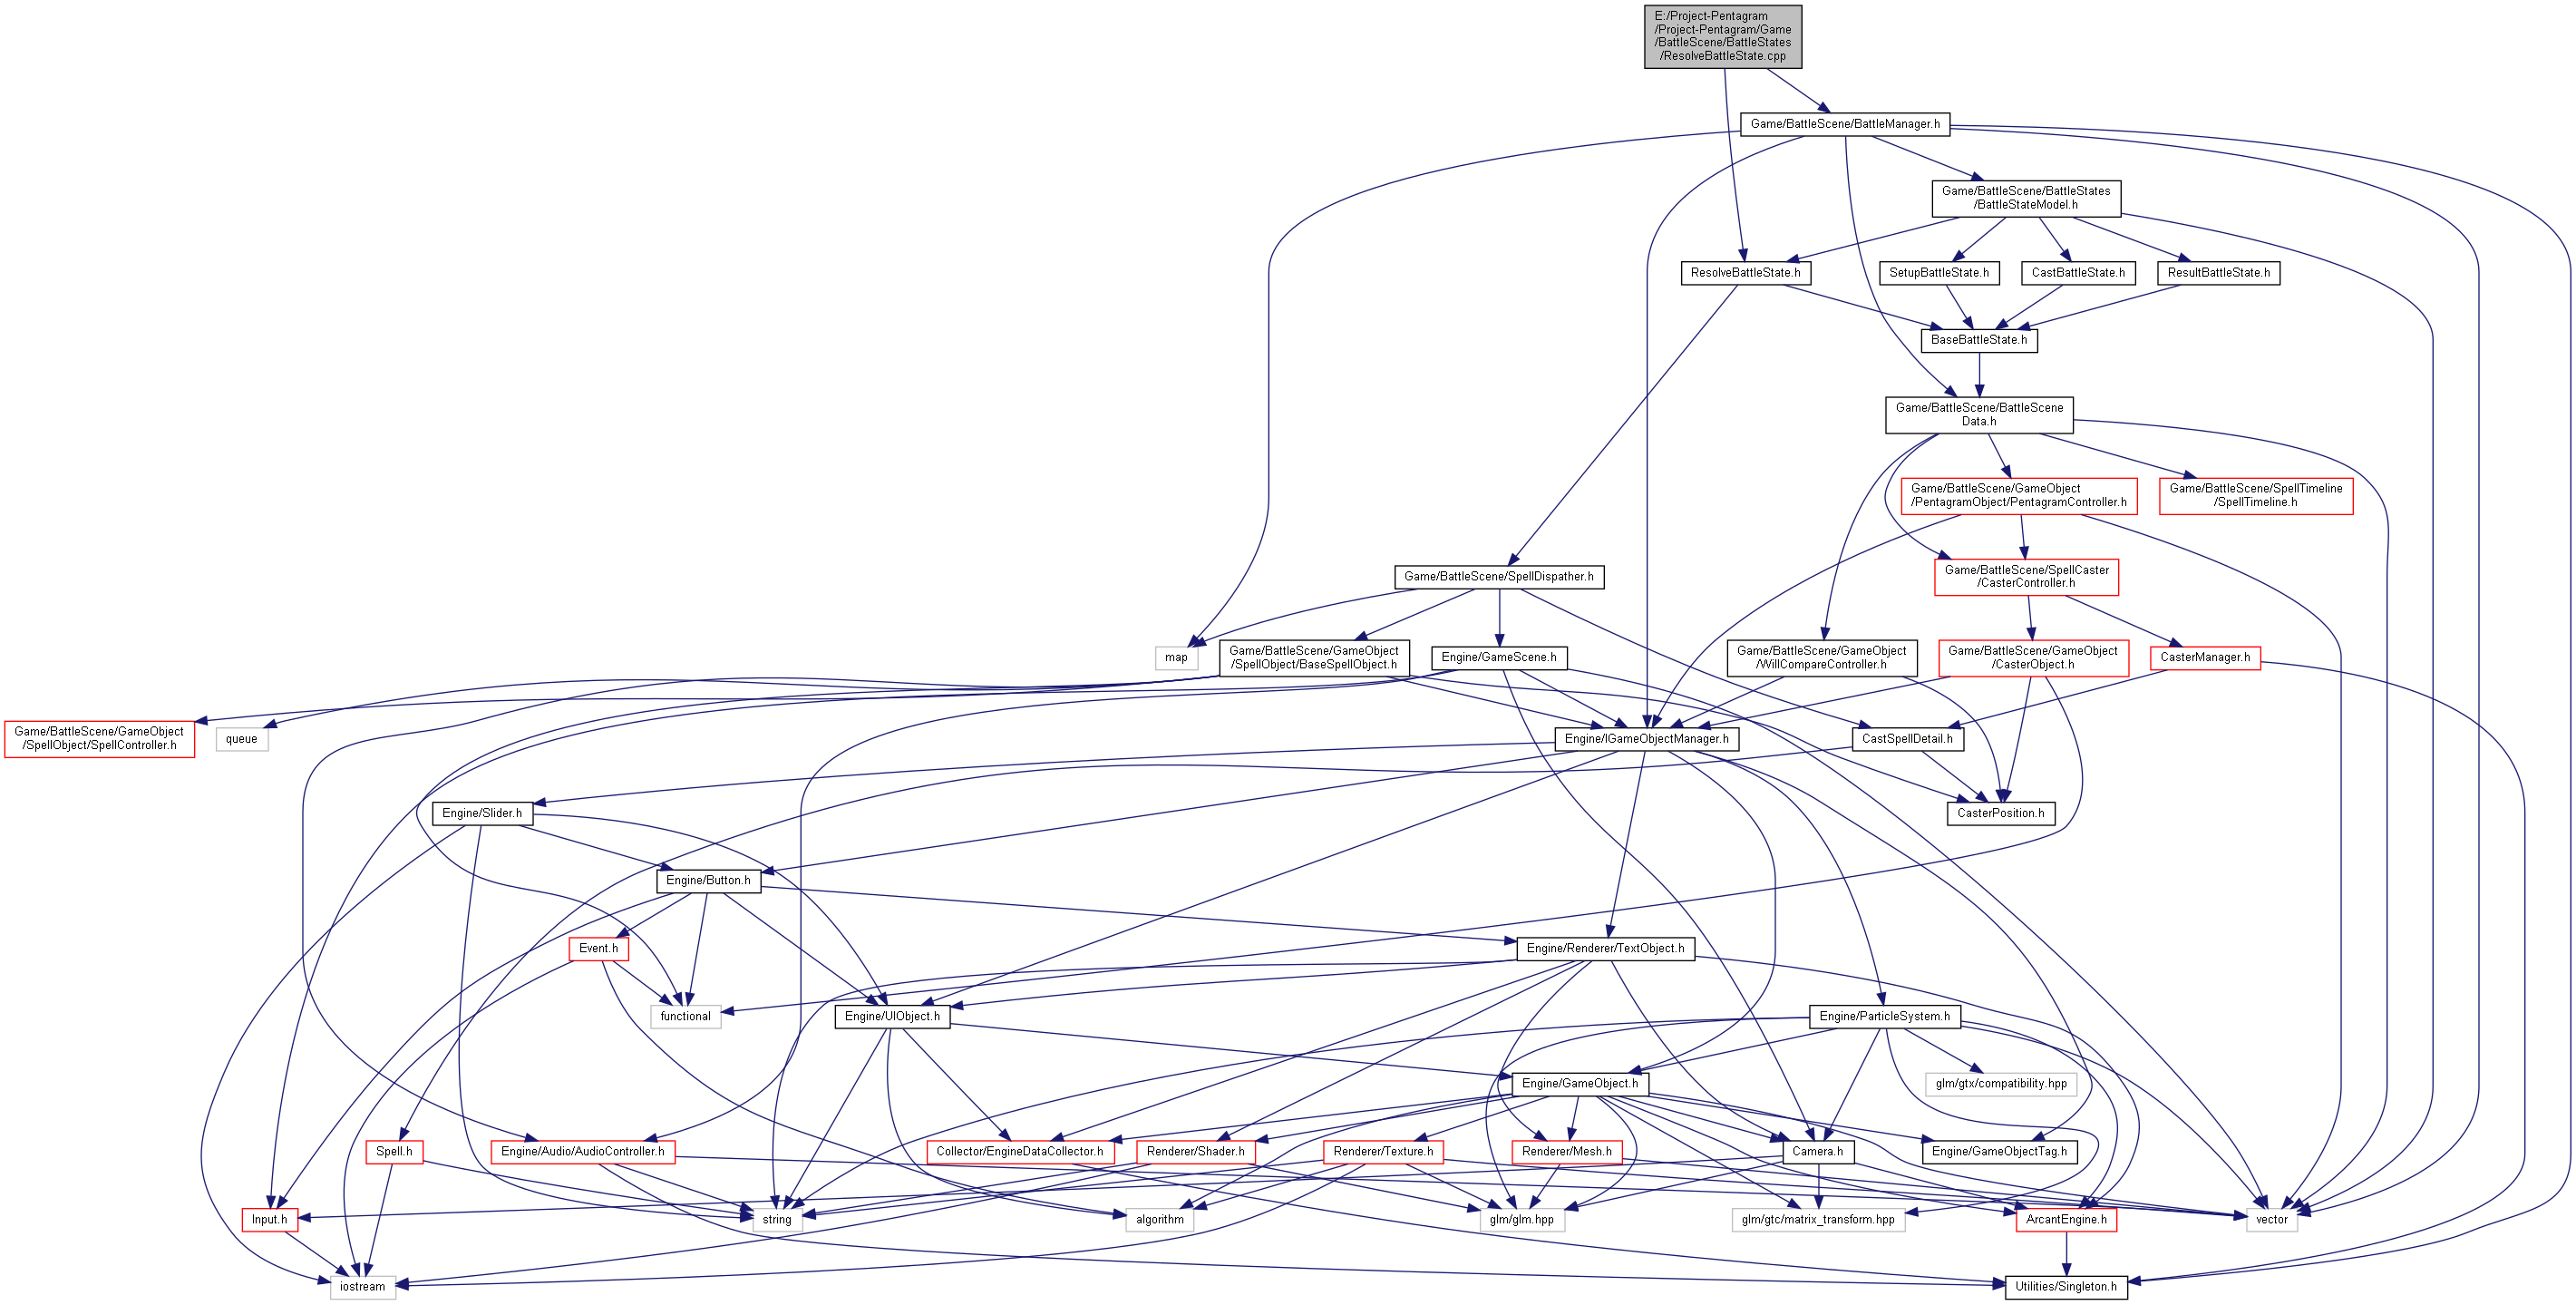 E:/Project-Pentagram
/Project-Pentagram/Game
/BattleScene/BattleStates
/ResolveBattleState.cpp
Game/BattleScene/BattleManager.h
Game/BattleScene/BattleStates
/BattleStateModel.h
ResolveBattleState.h
SetupBattleState.h
CastBattleState.h
ResultBattleState.h
BaseBattleState.h
Game/BattleScene/BattleScene
Data.h
Game/BattleScene/GameObject
/PentagramObject/PentagramController.h
Game/BattleScene/SpellTimeline
/SpellTimeline.h
Game/BattleScene/SpellDispather.h
Game/BattleScene/SpellCaster
/CasterController.h
map
Game/BattleScene/GameObject
/SpellObject/BaseSpellObject.h
Engine/GameScene.h
Game/BattleScene/GameObject
/WillCompareController.h
Game/BattleScene/GameObject
/CasterObject.h
CasterManager.h
Game/BattleScene/GameObject
/SpellObject/SpellController.h
queue
Engine/IGameObjectManager.h
CastSpellDetail.h
Engine/Slider.h
CasterPosition.h
Engine/Button.h
Event.h
Engine/Renderer/TextObject.h
functional
Engine/UIObject.h
Engine/ParticleSystem.h
Engine/GameObject.h
glm/gtx/compatibility.hpp
Spell.h
Engine/Audio/AudioController.h
Collector/EngineDataCollector.h
Renderer/Shader.h
Renderer/Texture.h
Renderer/Mesh.h
Camera.h
Engine/GameObjectTag.h
Input.h
string
algorithm
glm/glm.hpp
glm/gtc/matrix_transform.hpp
ArcantEngine.h
vector
iostream
Utilities/Singleton.h